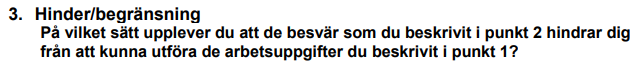 3. Hinder/begränsning
På vilket sätt upplever du att de besvär som du beskrivit i punkt 2 hindrar dig
från att kunna utföra de arbetsuppgifter du beskrivit i punkt 1?